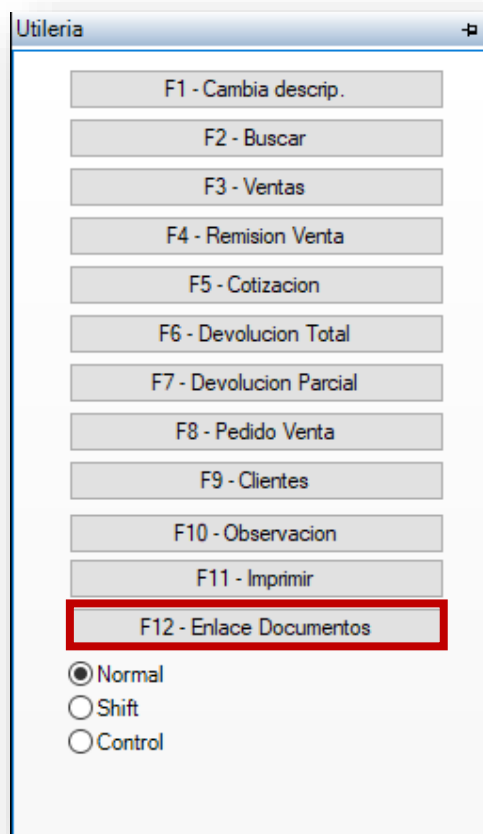 Utileria
F1 - Cambia descrip.
F2 - Buscar
F3 - Ventas
F4 - Remision Venta
F5 - Cotizacion
F6 - Devolucion Total
F7 - Devolucion Parcial
F8 - Pedido Venta
F9 - Clientes
F10 - Observacion
F11 - Imprimir
F12 - Enlace Documentos
Normal
Shift
Control